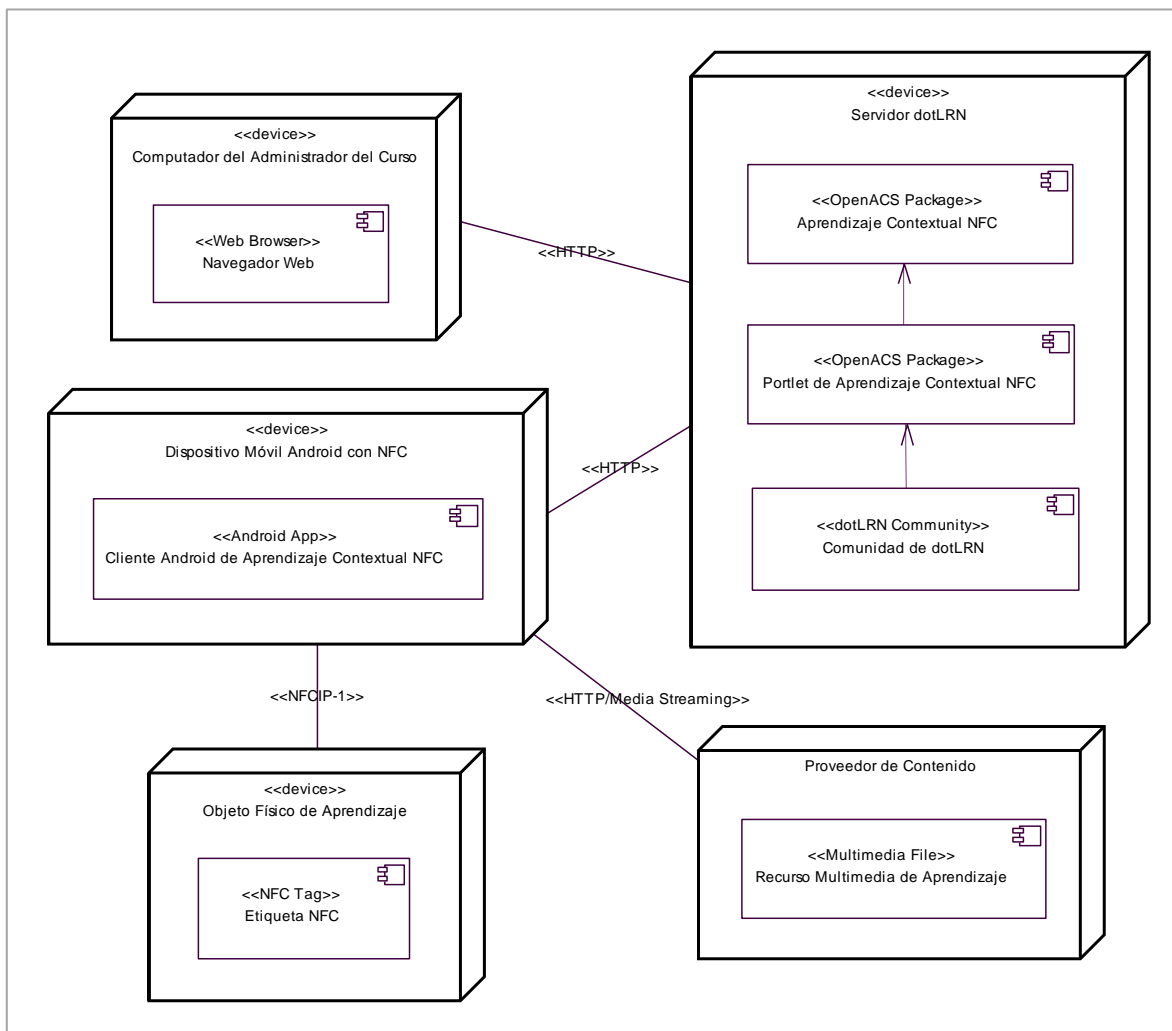 <<device>>
Computador del Administrador del Curso
<<Web Browser>>
Navegador Web
<<HTTP>>
<<device>>
Servidor dotLRN
<<OpenACS Package>>
Aprendizaje Contextual NFC
<<OpenACS Package>>
Portlet de Aprendizaje Contextual NFC
<<dotLRN Community>>
Comunidad de dotLRN
<<device>>
Dispositivo Móvil Android con NFC
<<Android App>>
Cliente Android de Aprendizaje Contextual NFC
<<HTTP>>
<<NFCIP-1>>
<<HTTP/Media Streaming>>
<<device>>
Objeto Físico de Aprendizaje
<<NFC Tag>>
Etiqueta NFC
Proveedor de Contenido
<<Multimedia File>>
Recurso Multimedia de Aprendizaje